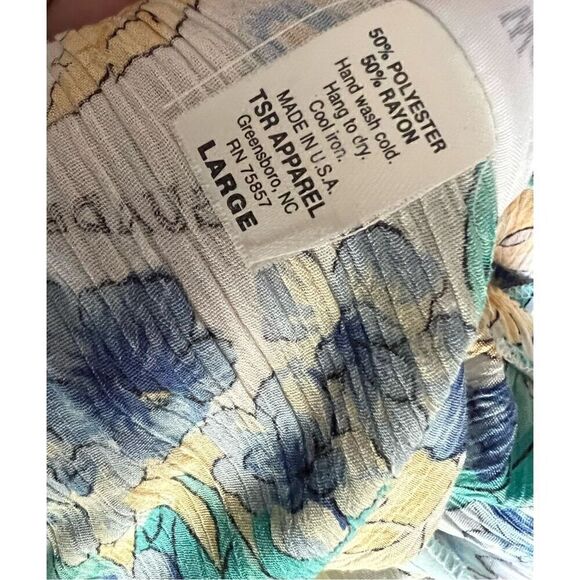 50% POLYESTER
50% RAYON
Hand wash cold.
Hang to dry.
Cool iron.
MADE IN U.S.A.
TSR APPAREL
Greensboro, NC
RN 75857
LARGE